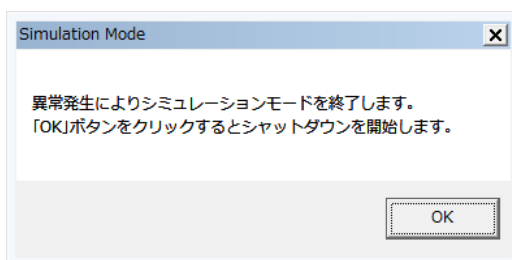 Simulation Mode
異常発生によりシミュレーションモードを終了します。
「OK」ボタンをクリックするとシャットダウンを開始します。
OK